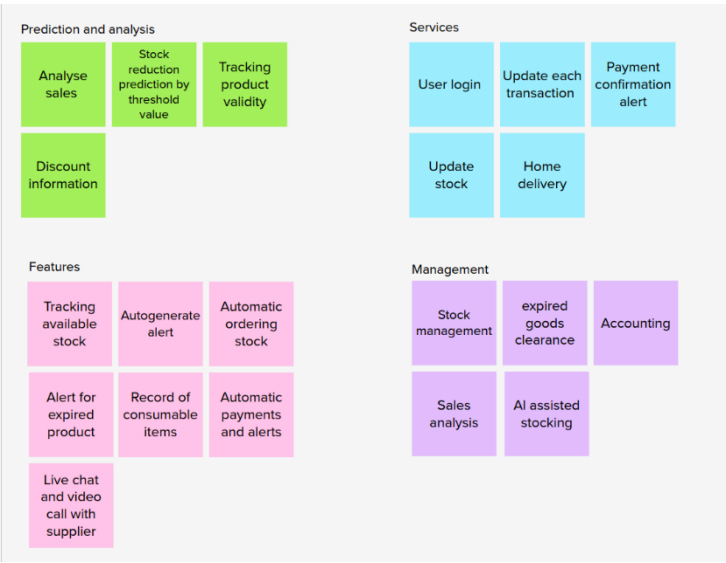 Prediction and analysis
Analyse
sales
Stock
reduction
prediction by
threshold
value
Tracking
product
validity
Discount
information
Services
User login
Update each
transaction
Payment
confirmation
alert
Update
stock
Home
delivery
Features
Tracking
available
stock
Autogenerate
alert
Automatic
ordering
stock
Alert for
expired
product
Record of
consumable
items
Automatic
payments
and alerts
Live chat
and video
call with
supplier
Management
Stock
management
expired
goods
clearance
Accounting
Sales
analysis
AI assisted
stocking